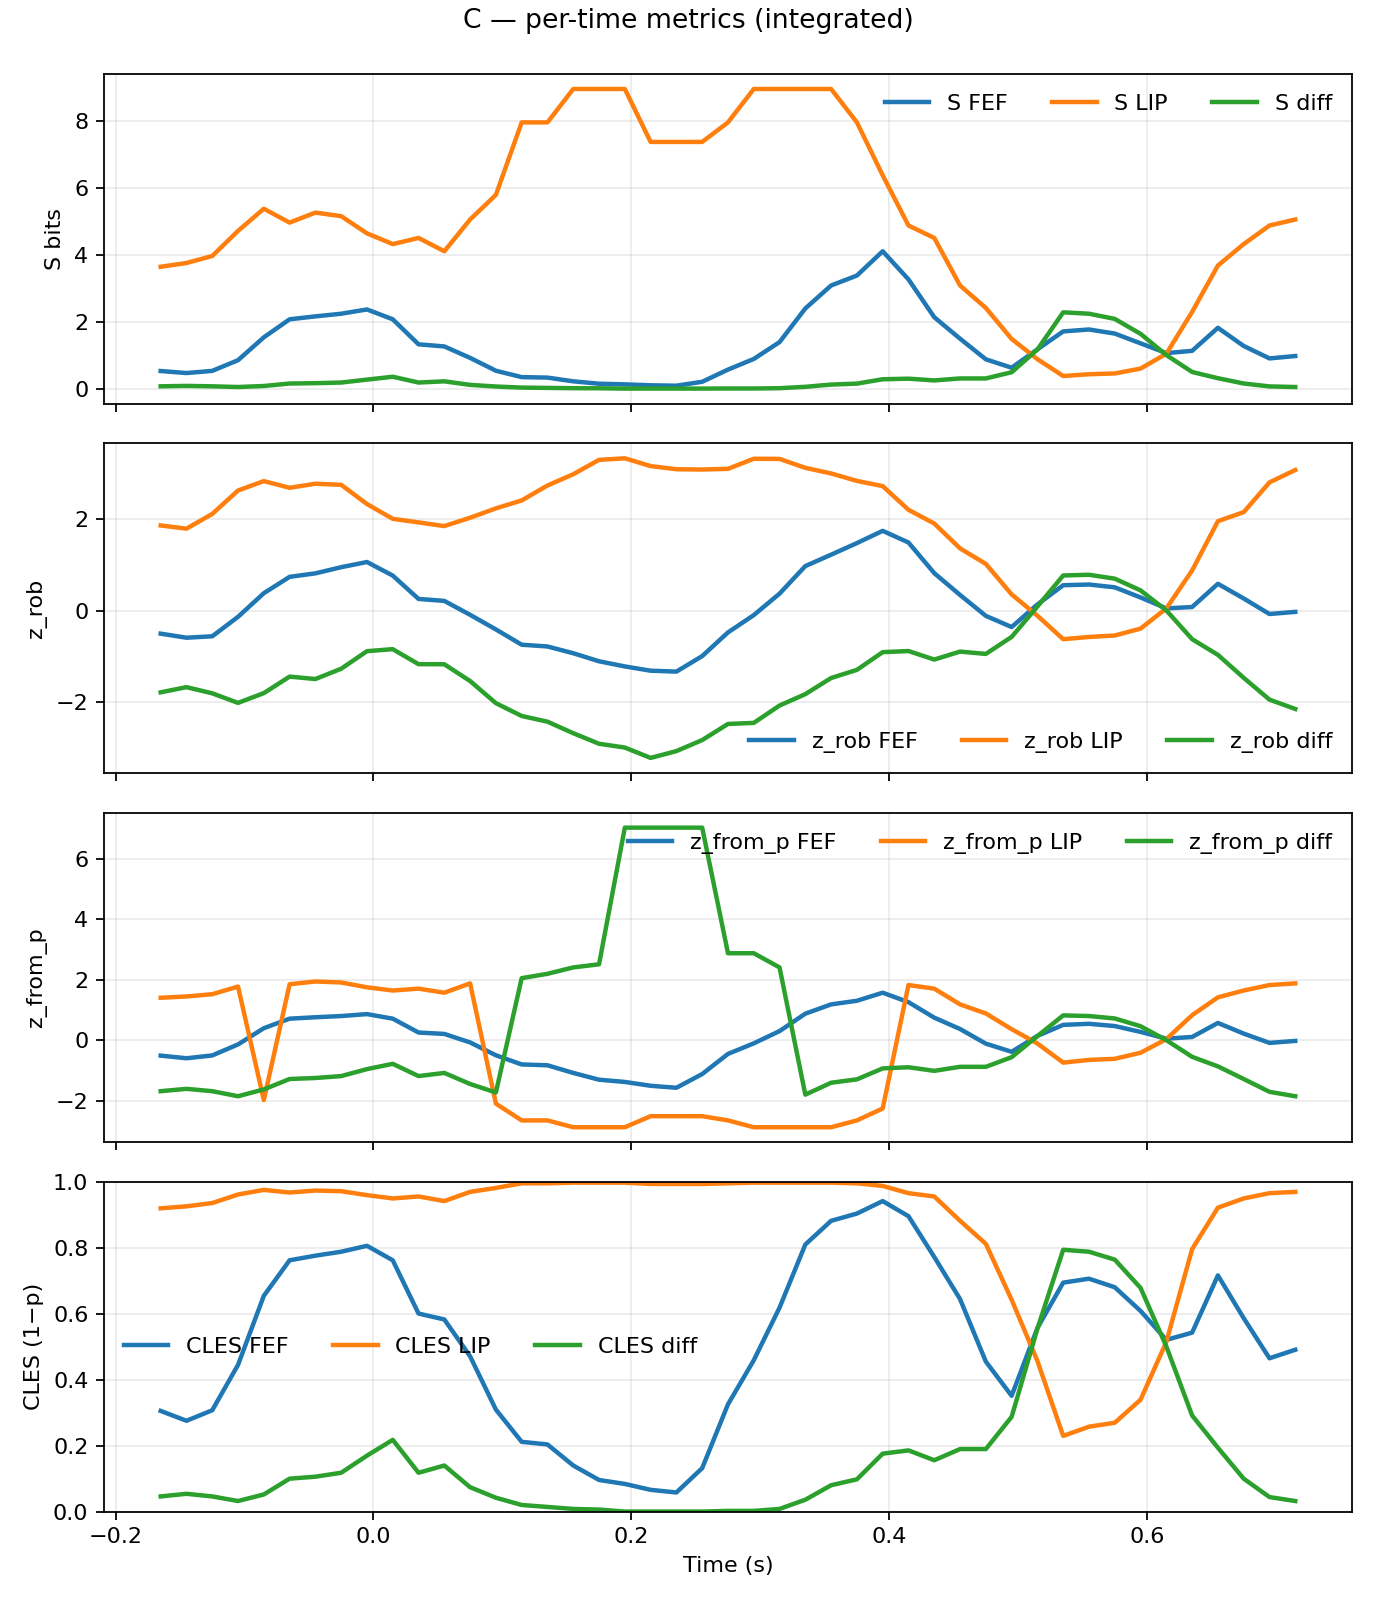 C — per-time metrics (integrated)
S FEF S LIP S diff
8
6
4
2
0
S bits
2
0
−2
z_rob
z_rob FEF z_rob LIP z_rob diff
z_from_p FEF z_from_p LIP z_from_p diff
6
4
2
0
−2
z_from_p
1.0
0.8
0.6
0.4
0.2
0.0
CLES (1−p)
CLES FEF CLES LIP CLES diff
−0.2 0.0 0.2 0.4 0.6
Time (s)